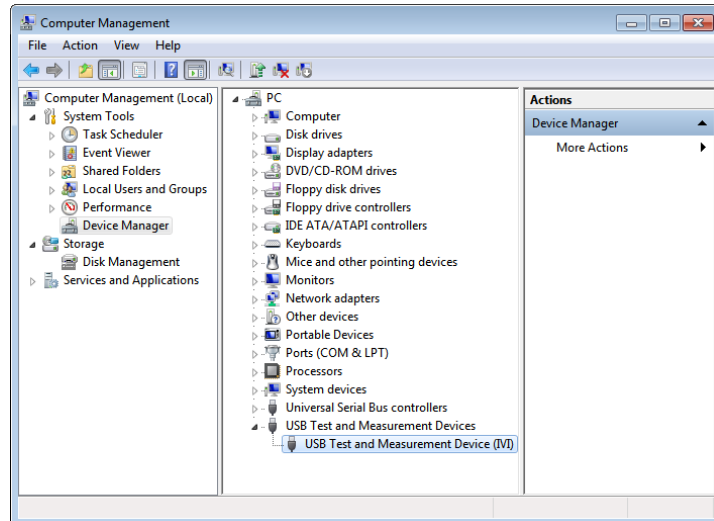 Computer Management
File Action View Help
Computer Management (Local)
System Tools
Task Scheduler
Event Viewer
Shared Folders
Local Users and Groups
Performance
Device Manager
Storage
Disk Management
Services and Applications
PC
Computer
Disk drives
Display adapters
DVD/CD-ROM drives
Floppy disk drives
Floppy drive controllers
IDE ATA/ATAPI controllers
Keyboards
Mice and other pointing devices
Monitors
Network adapters
Other devices
Portable Devices
Ports (COM & LPT)
Processors
System devices
Universal Serial Bus controllers
USB Test and Measurement Devices
USB Test and Measurement Device (IVI)
Actions
Device Manager
More Actions